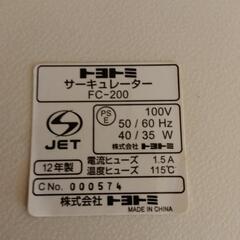 トヨトミ
サーキュレーター
FC-200
PS
E
100V
50/60Hz
40/35W
株式会社 トヨトミ
JET
12年製
電流ヒューズ 1.5A
温度ヒューズ 115℃
C No. 000574
株式会社 トヨトミ
MADE IN CHINA